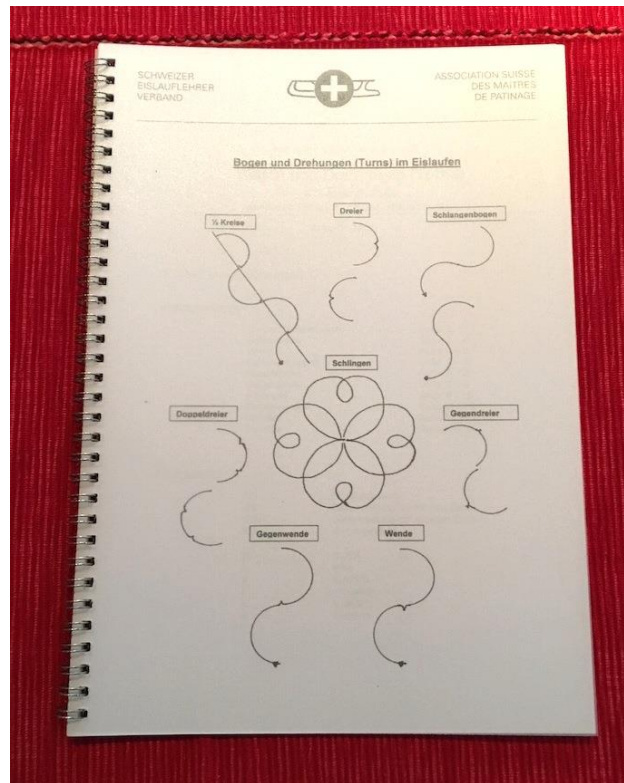 SCHWEIZER
EISLAUFLEHRER
VERBAND
ASSOCIATION SUISSE
DES MAITRES
DE PATINAGE
Bogen und Drehungen (Turns) im Eislaufen
½ Kreise
Dreier
Schlangenbogen
Schlingen
Doppeldreier
Gegendreier
Gegenwende
Wende